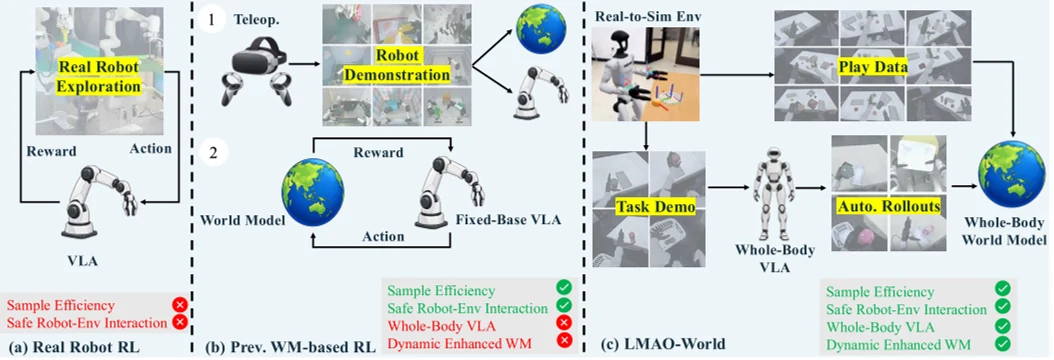 Real Robot
Exploration
Reward
Action
VLA
Sample Efficiency
Safe Robot-Env Interaction
(a) Real Robot RL
1
Teleop.
Robot
Demonstration
2
Reward
World Model
Fixed-Base VLA
Action
Sample Efficiency
Safe Robot-Env Interaction
Whole-Body VLA
Dynamic Enhanced WM
(b) Prev. WM-based RL
Real-to-Sim Env
Play Data
Task Demo
Whole-Body
VLA
Auto. Rollouts
Whole-Body
World Model
Sample Efficiency
Safe Robot-Env Interaction
Whole-Body VLA
Dynamic Enhanced WM
(c) LMAO-World